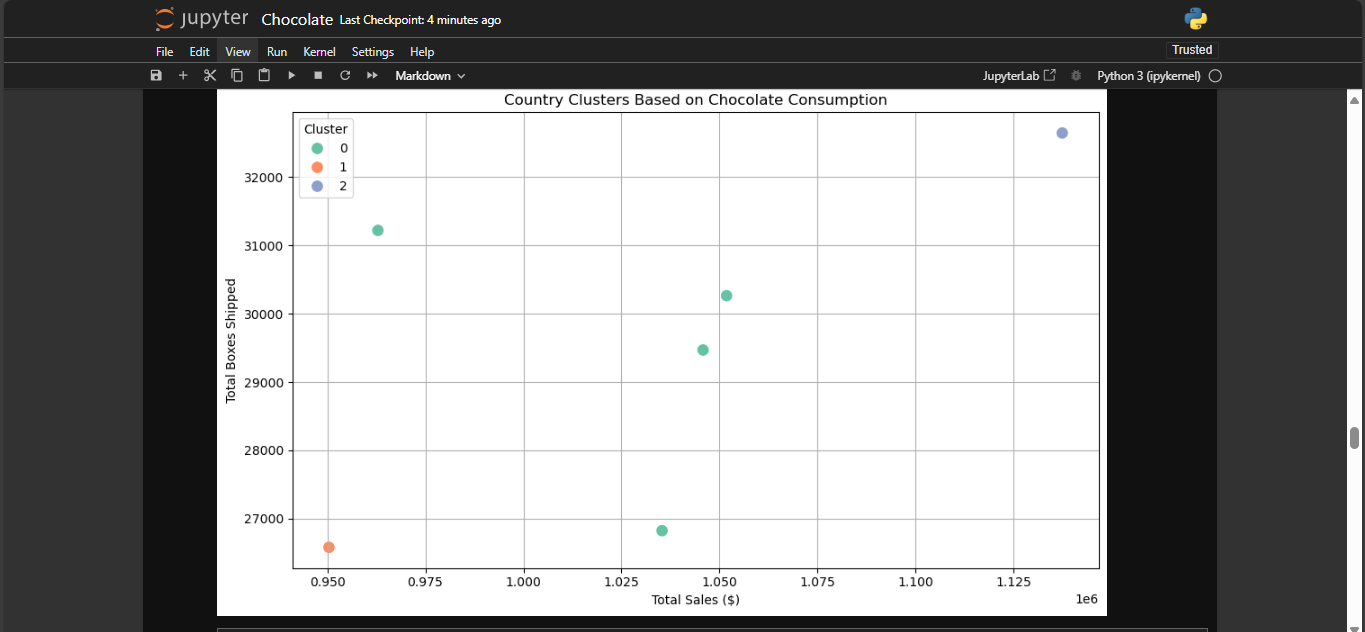 jupyter Chocolate Last Checkpoint: 4 minutes ago
File Edit View Run Kernel Settings Help Trusted
Markdown JupyterLab Python 3 (ipykernel)
Country Clusters Based on Chocolate Consumption
Cluster
0
1
2
32000
31000
30000
29000
28000
27000
Total Boxes Shipped
0.950 0.975 1.000 1.025 1.050 1.075 1.100 1.125
Total Sales ($)
1e6